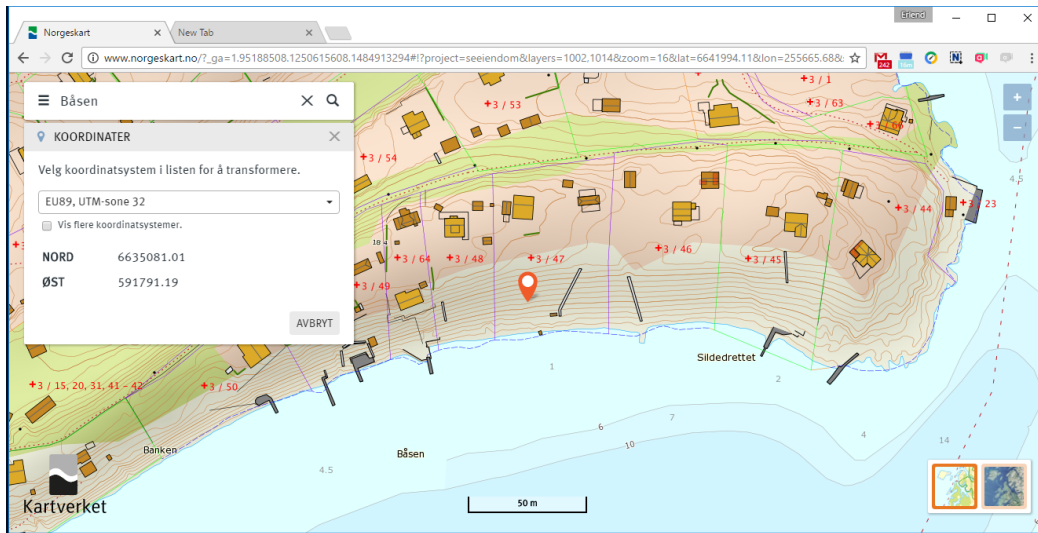 Erlend
Norgeskart
New Tab
www.norgeskart.no/?_ga=1.95188508.1250615608.1484913294#!?project=seeiendom&layers=1002,1014&zoom=16&lat=6641994.11&lon=255665.68&
242
Båsen
KOORDINATER
Velg koordinatsystem i listen for å transformere.
EU89, UTM-sone 32
Vis flere koordinatsystemer.
NORD 6635081.01
ØST 591791.19
AVBRYT
+3 / 1
+3 / 53
+3 / 63
+
−
+3 / 54
4.5
+3 / 44
+3 / 23
18 4
+3 / 64
+3 / 48
+3 / 47
+3 / 46
+3 / 45
+3 / 49
Sildedrettet
1
2
+3 / 15, 20, 31, 41 – 42
+3 / 50
7
6
4
10
14
Banken
Båsen
4.5
50 m
Kartverket